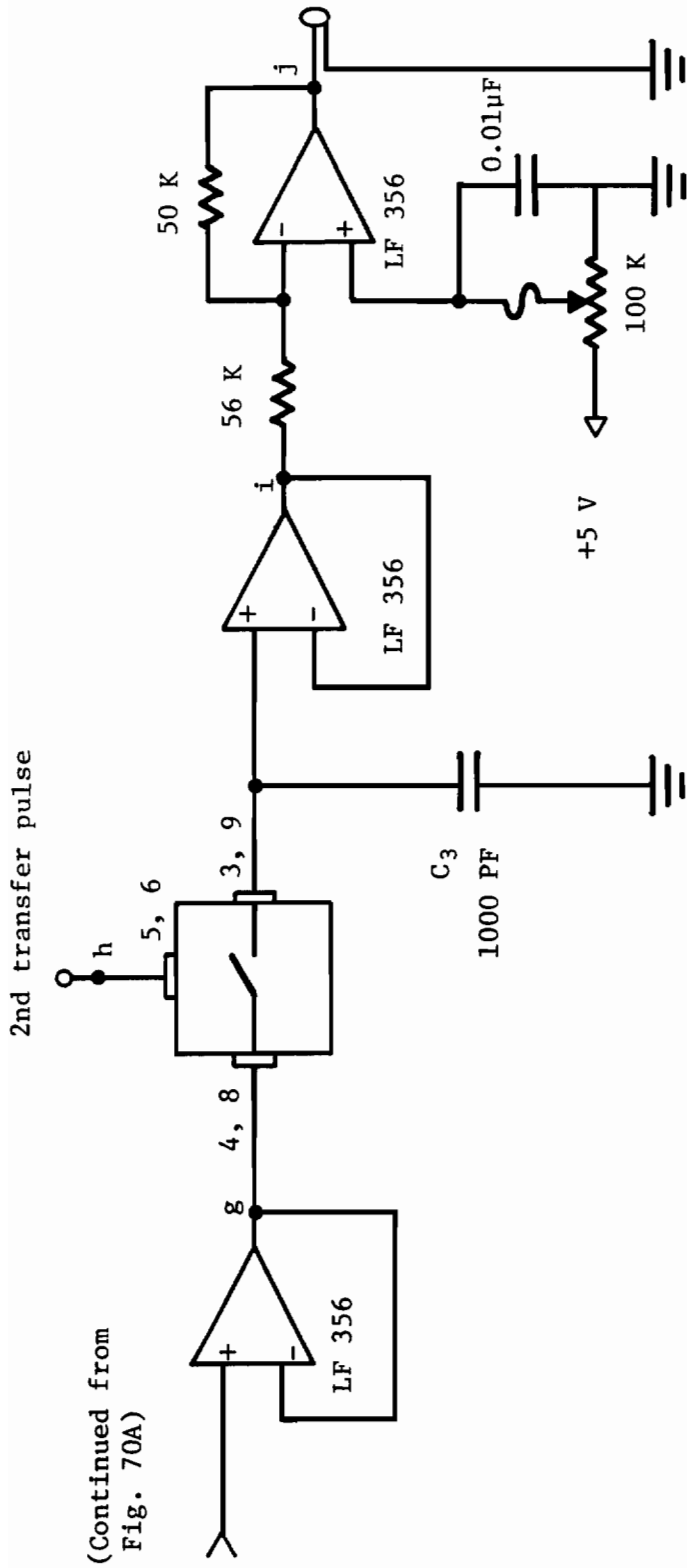 (Continued from
Fig. 70A)
+
-
LF 356
g
4, 8
2nd transfer pulse
h
5, 6
3, 9
C3
1000 PF
+
-
LF 356
i
56 K
50 K
-
+
LF 356
j
0.01μF
100 K
+5 V